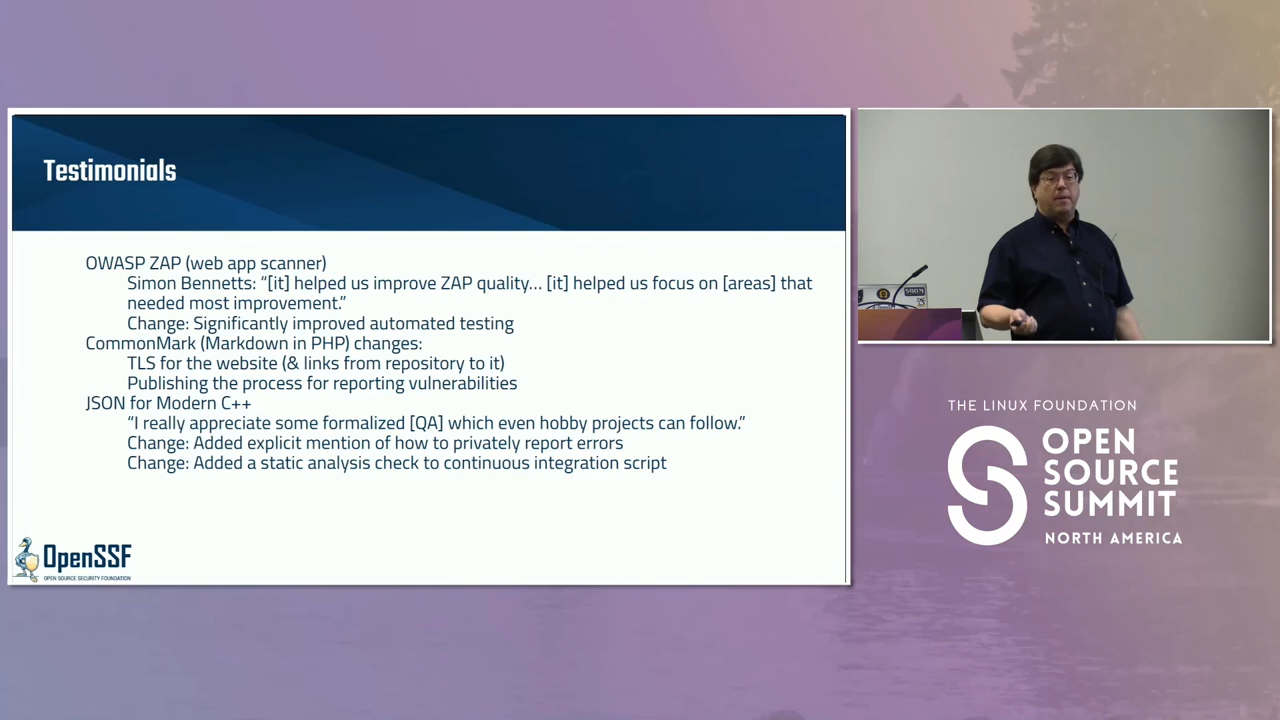 Testimonials
OWASP ZAP (web app scanner)
Simon Bennetts: “[it] helped us improve ZAP quality… [it] helped us focus on [areas] that
needed most improvement.”
Change: Significantly improved automated testing
CommonMark (Markdown in PHP) changes:
TLS for the website (& links from repository to it)
Publishing the process for reporting vulnerabilities
JSON for Modern C++
“I really appreciate some formalized [QA] which even hobby projects can follow.”
Change: Added explicit mention of how to privately report errors
Change: Added a static analysis check to continuous integration script
OpenSSF
OPEN SOURCE SECURITY FOUNDATION
THE LINUX FOUNDATION
OPEN
SOURCE
SUMMIT
NORTH AMERICA